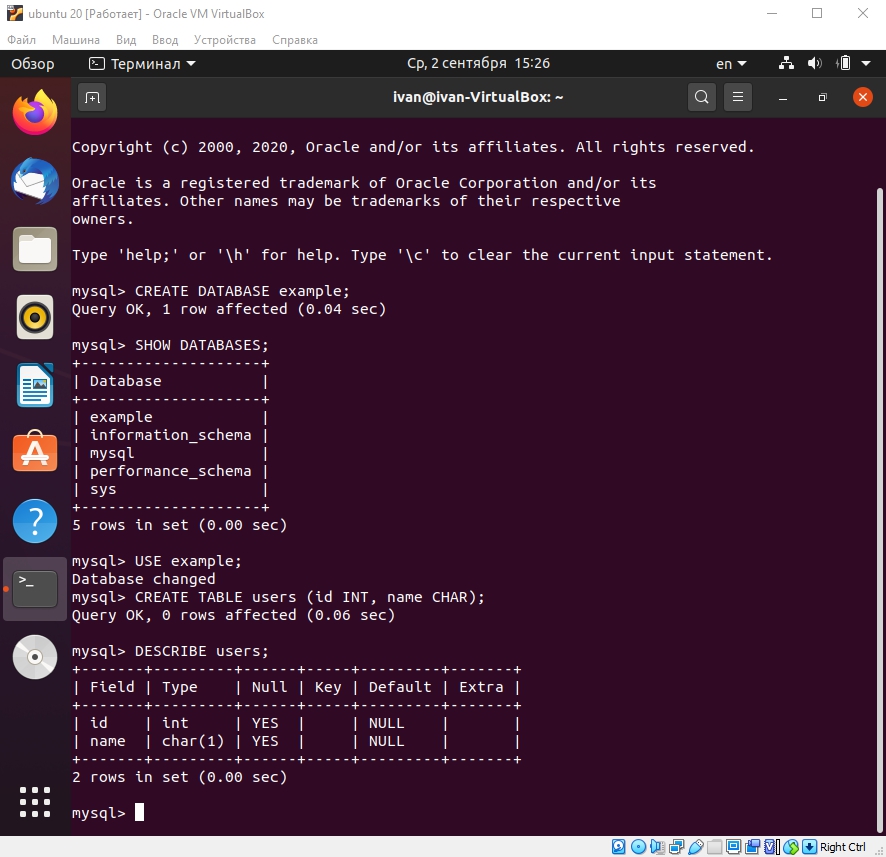 ubuntu 20 [Работает] - Oracle VM VirtualBox
Файл Машина Вид Ввод Устройства Справка
Обзор Терминал Ср, 2 сентября 15:26 en
ivan@ivan-VirtualBox: ~
Copyright (c) 2000, 2020, Oracle and/or its affiliates. All rights reserved.
Oracle is a registered trademark of Oracle Corporation and/or its
affiliates. Other names may be trademarks of their respective
owners.
Type 'help;' or '\h' for help. Type '\c' to clear the current input statement.
mysql> CREATE DATABASE example;
Query OK, 1 row affected (0.04 sec)
mysql> SHOW DATABASES;
+--------------------+
| Database           |
+--------------------+
| example            |
| information_schema |
| mysql              |
| performance_schema |
| sys                |
+--------------------+
5 rows in set (0.00 sec)
mysql> USE example;
Database changed
mysql> CREATE TABLE users (id INT, name CHAR);
Query OK, 0 rows affected (0.06 sec)
mysql> DESCRIBE users;
+-------+---------+------+-----+---------+-------+
| Field | Type    | Null | Key | Default | Extra |
+-------+---------+------+-----+---------+-------+
| id    | int     | YES  |     | NULL    |       |
| name  | char(1) | YES  |     | NULL    |       |
+-------+---------+------+-----+---------+-------+
2 rows in set (0.00 sec)
mysql>
Right Ctrl